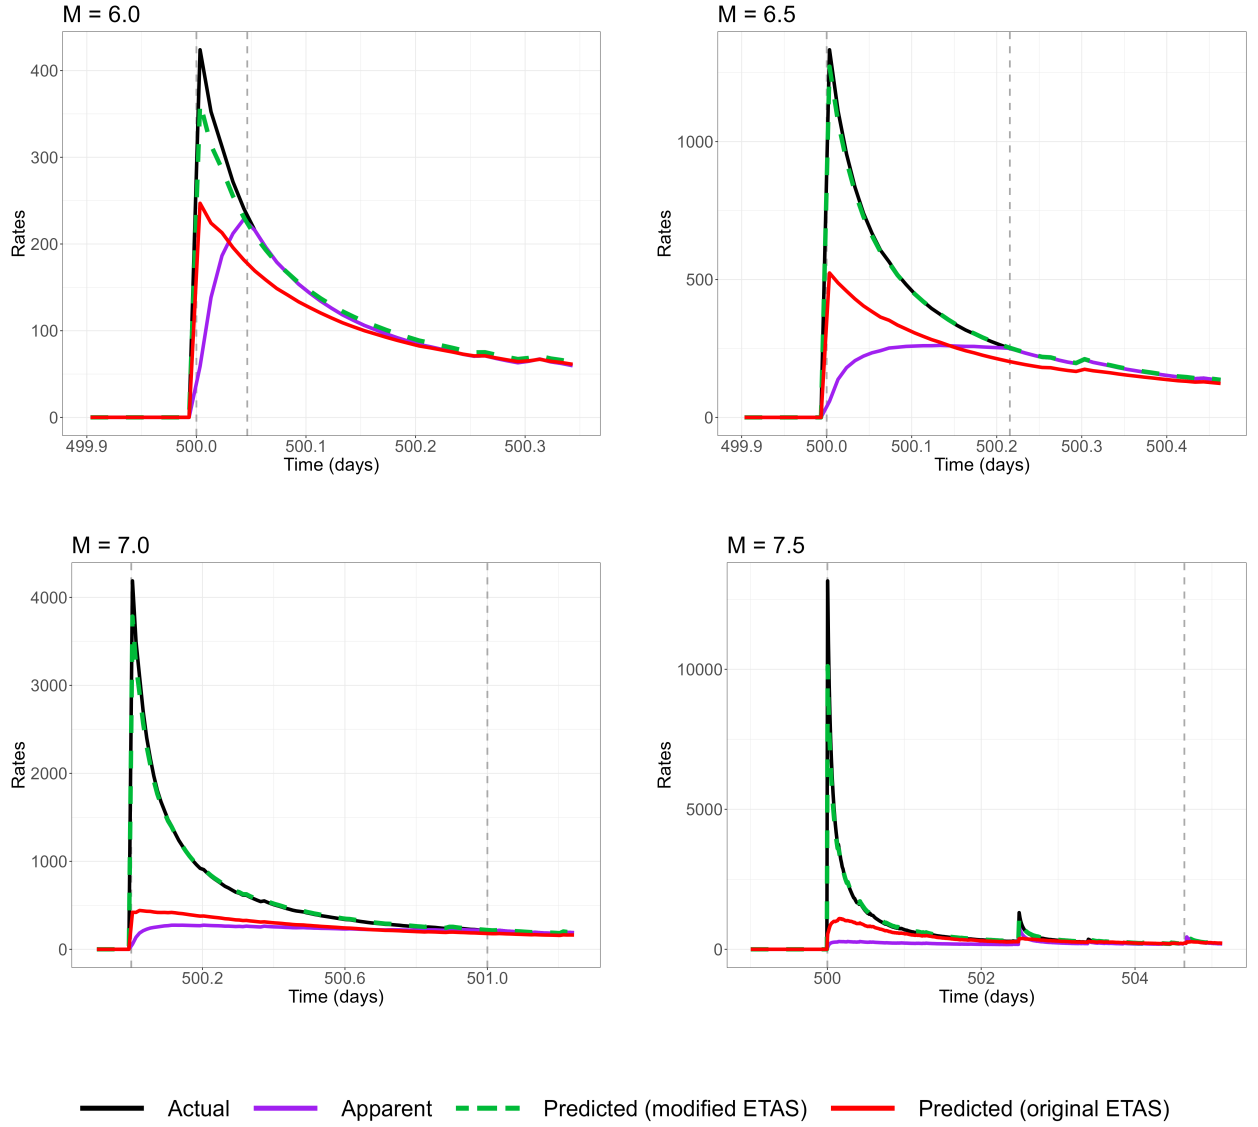 M = 6.0
400
300
200
100
0
Rates
499.9 500.0 500.1 500.2 500.3
Time (days)
M = 6.5
1000
500
0
Rates
499.9 500.0 500.1 500.2 500.3 500.4
Time (days)
M = 7.0
4000
3000
2000
1000
0
Rates
500.2 500.6 501.0
Time (days)
M = 7.5
10000
5000
0
Rates
500 502 504
Time (days)
Actual Apparent Predicted (modified ETAS) Predicted (original ETAS)